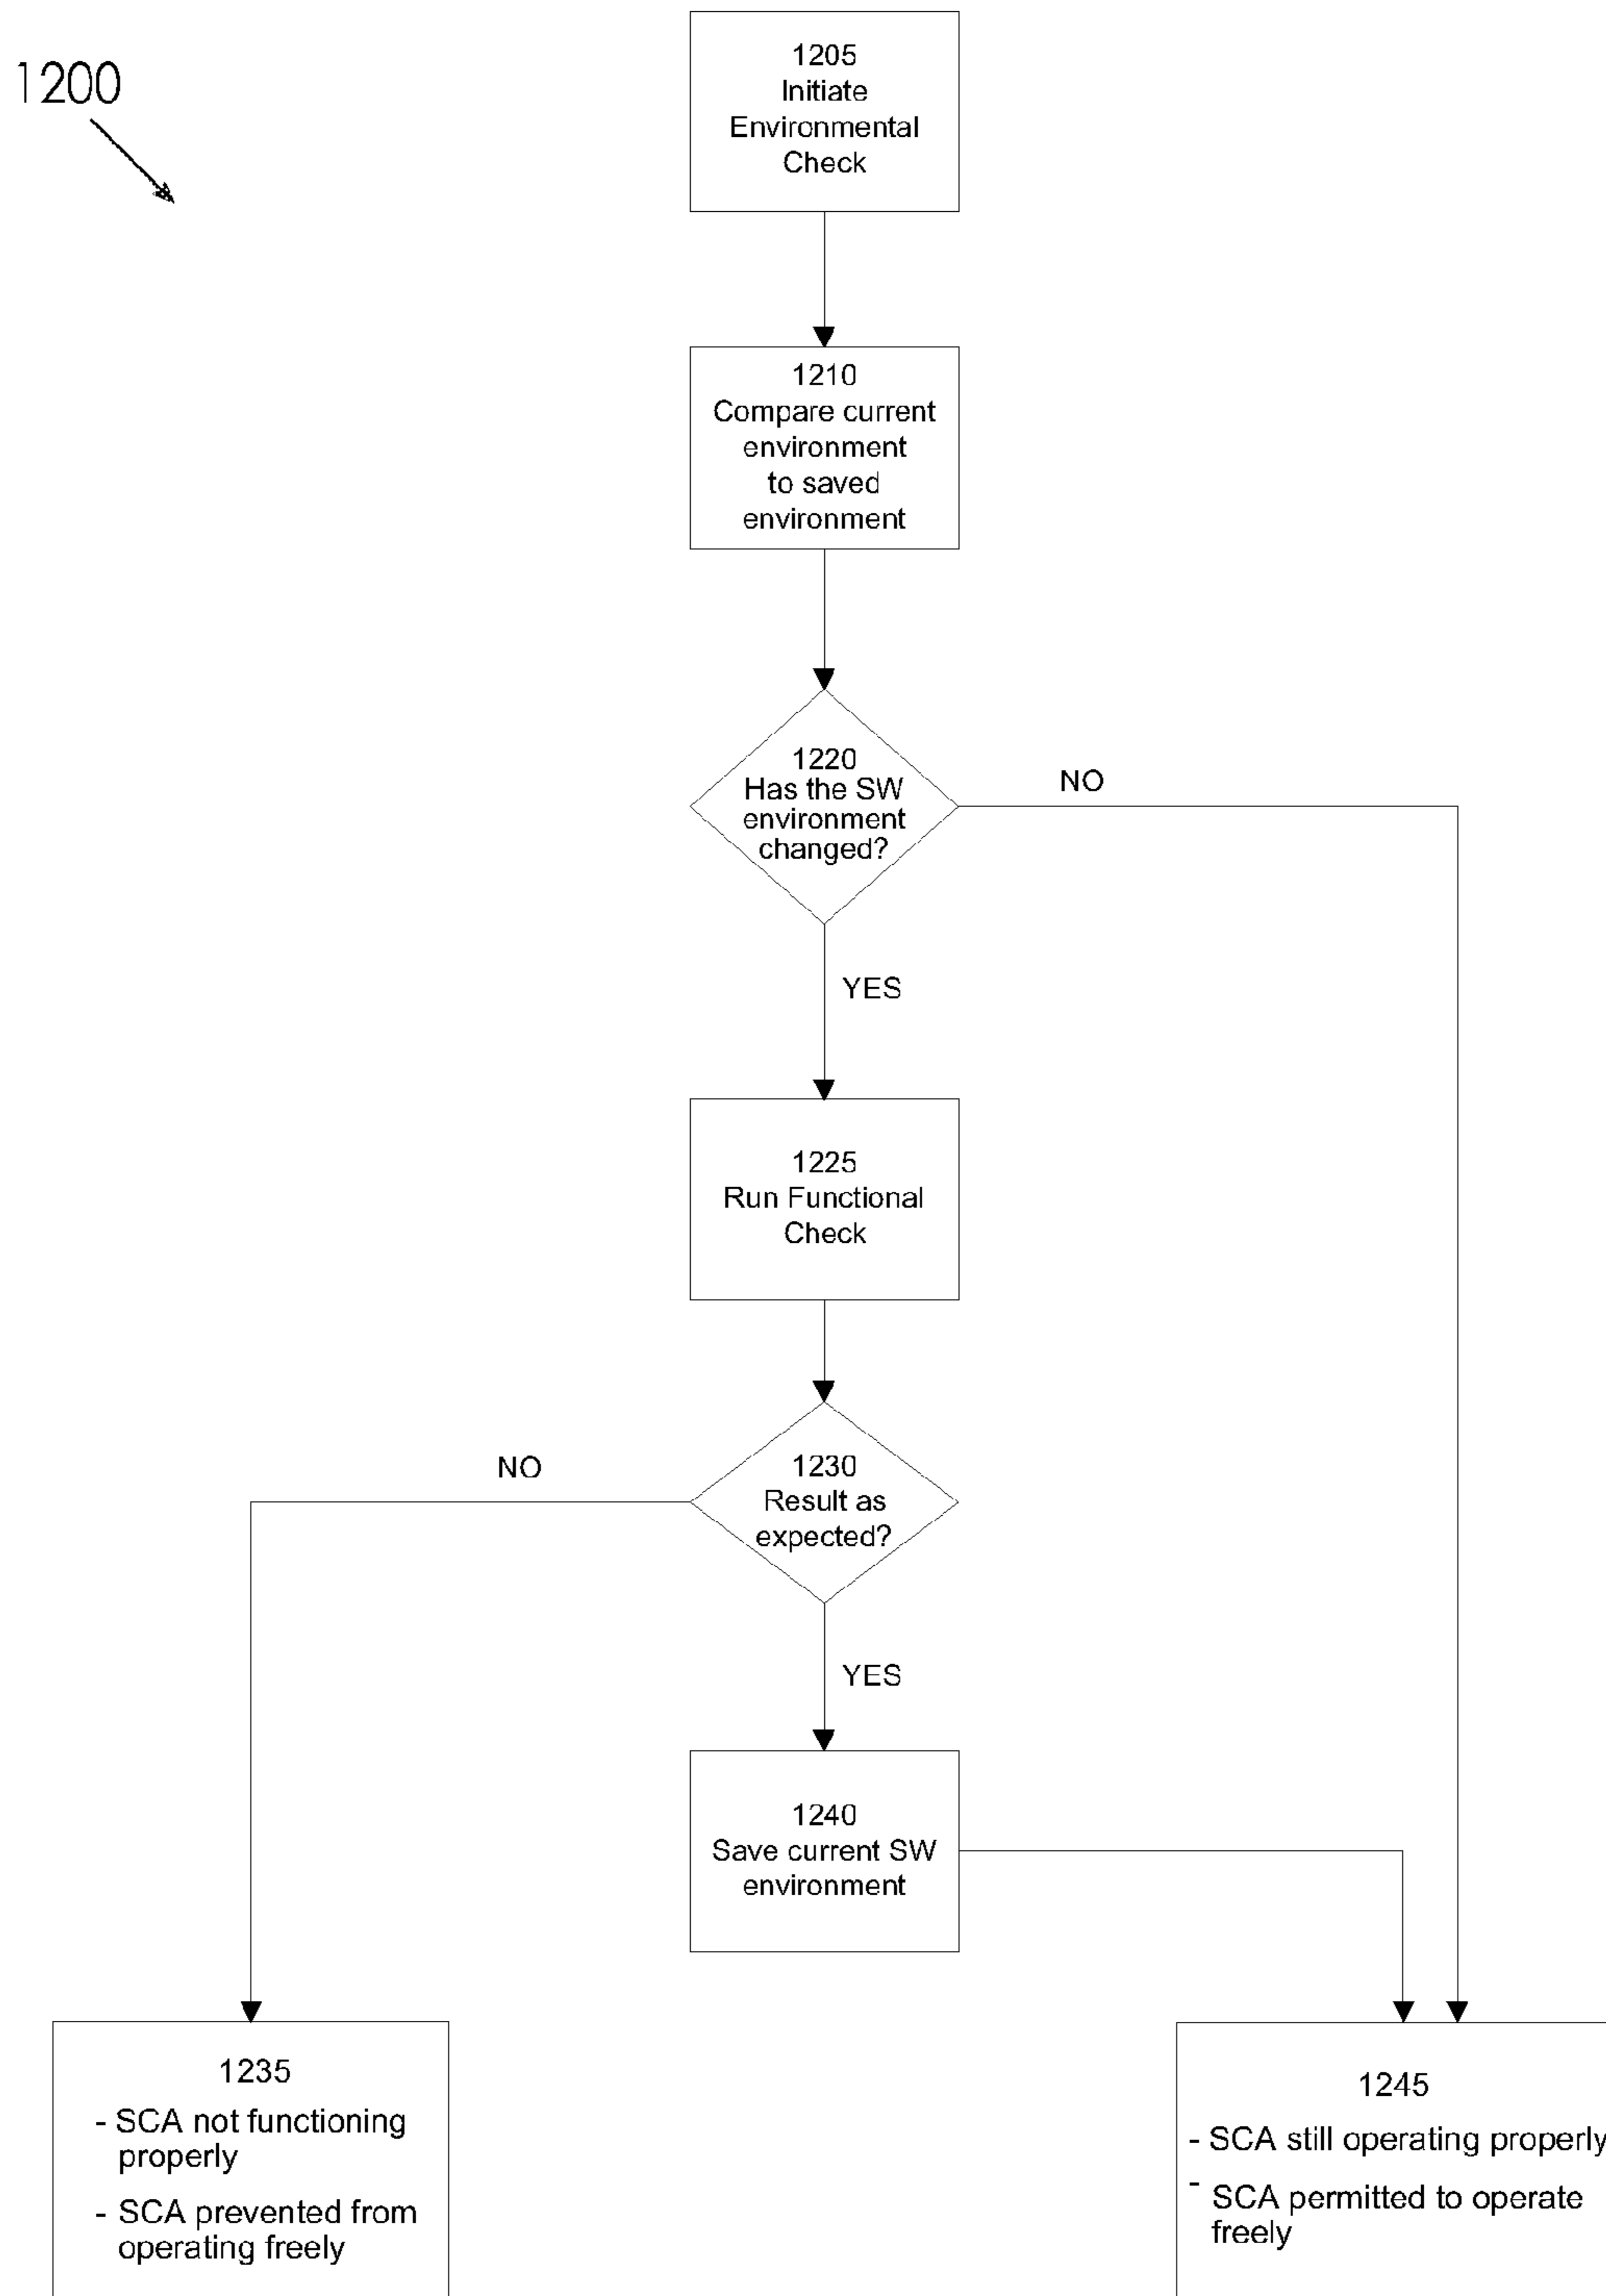 1200
1205
Initiate
Environmental
Check
1210
Compare current
environment
to saved
environment
1220
Has the SW
environment
changed?
NO
YES
1225
Run Functional
Check
1230
Result as
expected?
NO
YES
1240
Save current SW
environment
1235
- SCA not functioning
properly
- SCA prevented from
operating freely
1245
- SCA still operating properly
- SCA permitted to operate
freely